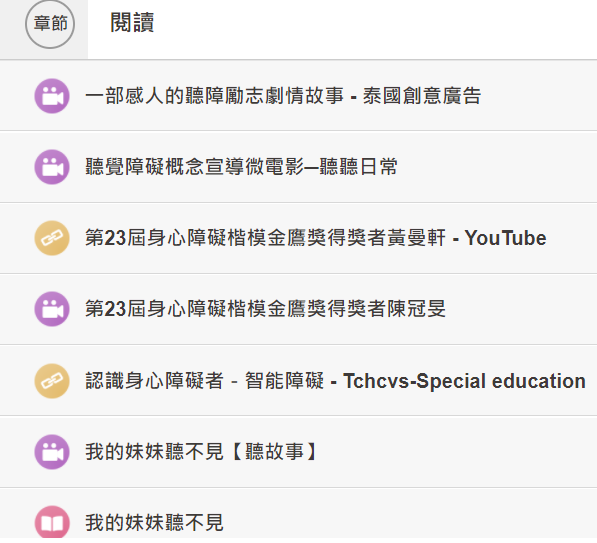 章節
閱讀
一部感人的聽障勵志劇情故事 - 泰國創意廣告
聽覺障礙概念宣導微電影─聽聽日常
第23屆身心障礙楷模金鷹獎得獎者黃曼軒 - YouTube
第23屆身心障礙楷模金鷹獎得獎者陳冠旻
認識身心障礙者 - 智能障礙 - Tchcvs-Special education
我的妹妹聽不見【聽故事】
我的妹妹聽不見